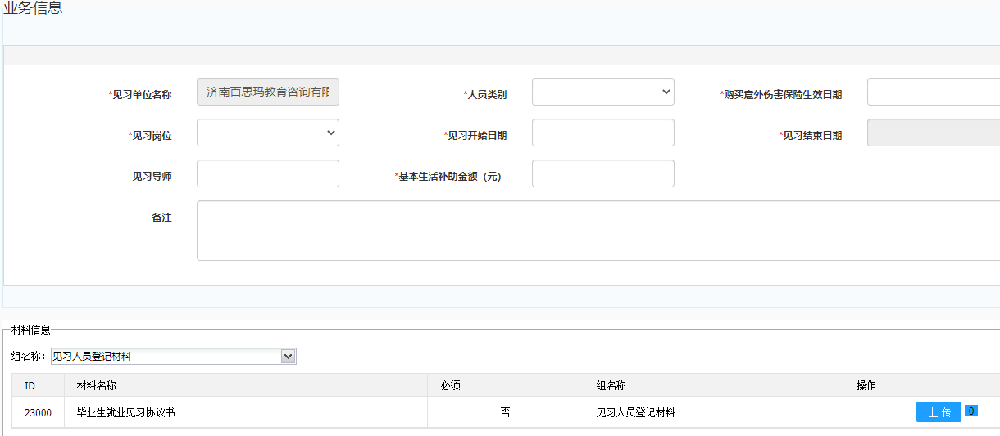 业务信息
*见习单位名称 济南百思玛教育咨询有限 *人员类别 *购买意外伤害保险生效日期
*见习岗位 *见习开始日期 *见习结束日期
见习导师 *基本生活补助金额（元）
备注
材料信息
组名称： 见习人员登记材料
ID 材料名称 必须 组名称 操作
23000 毕业生就业见习协议书 否 见习人员登记材料 上传 0